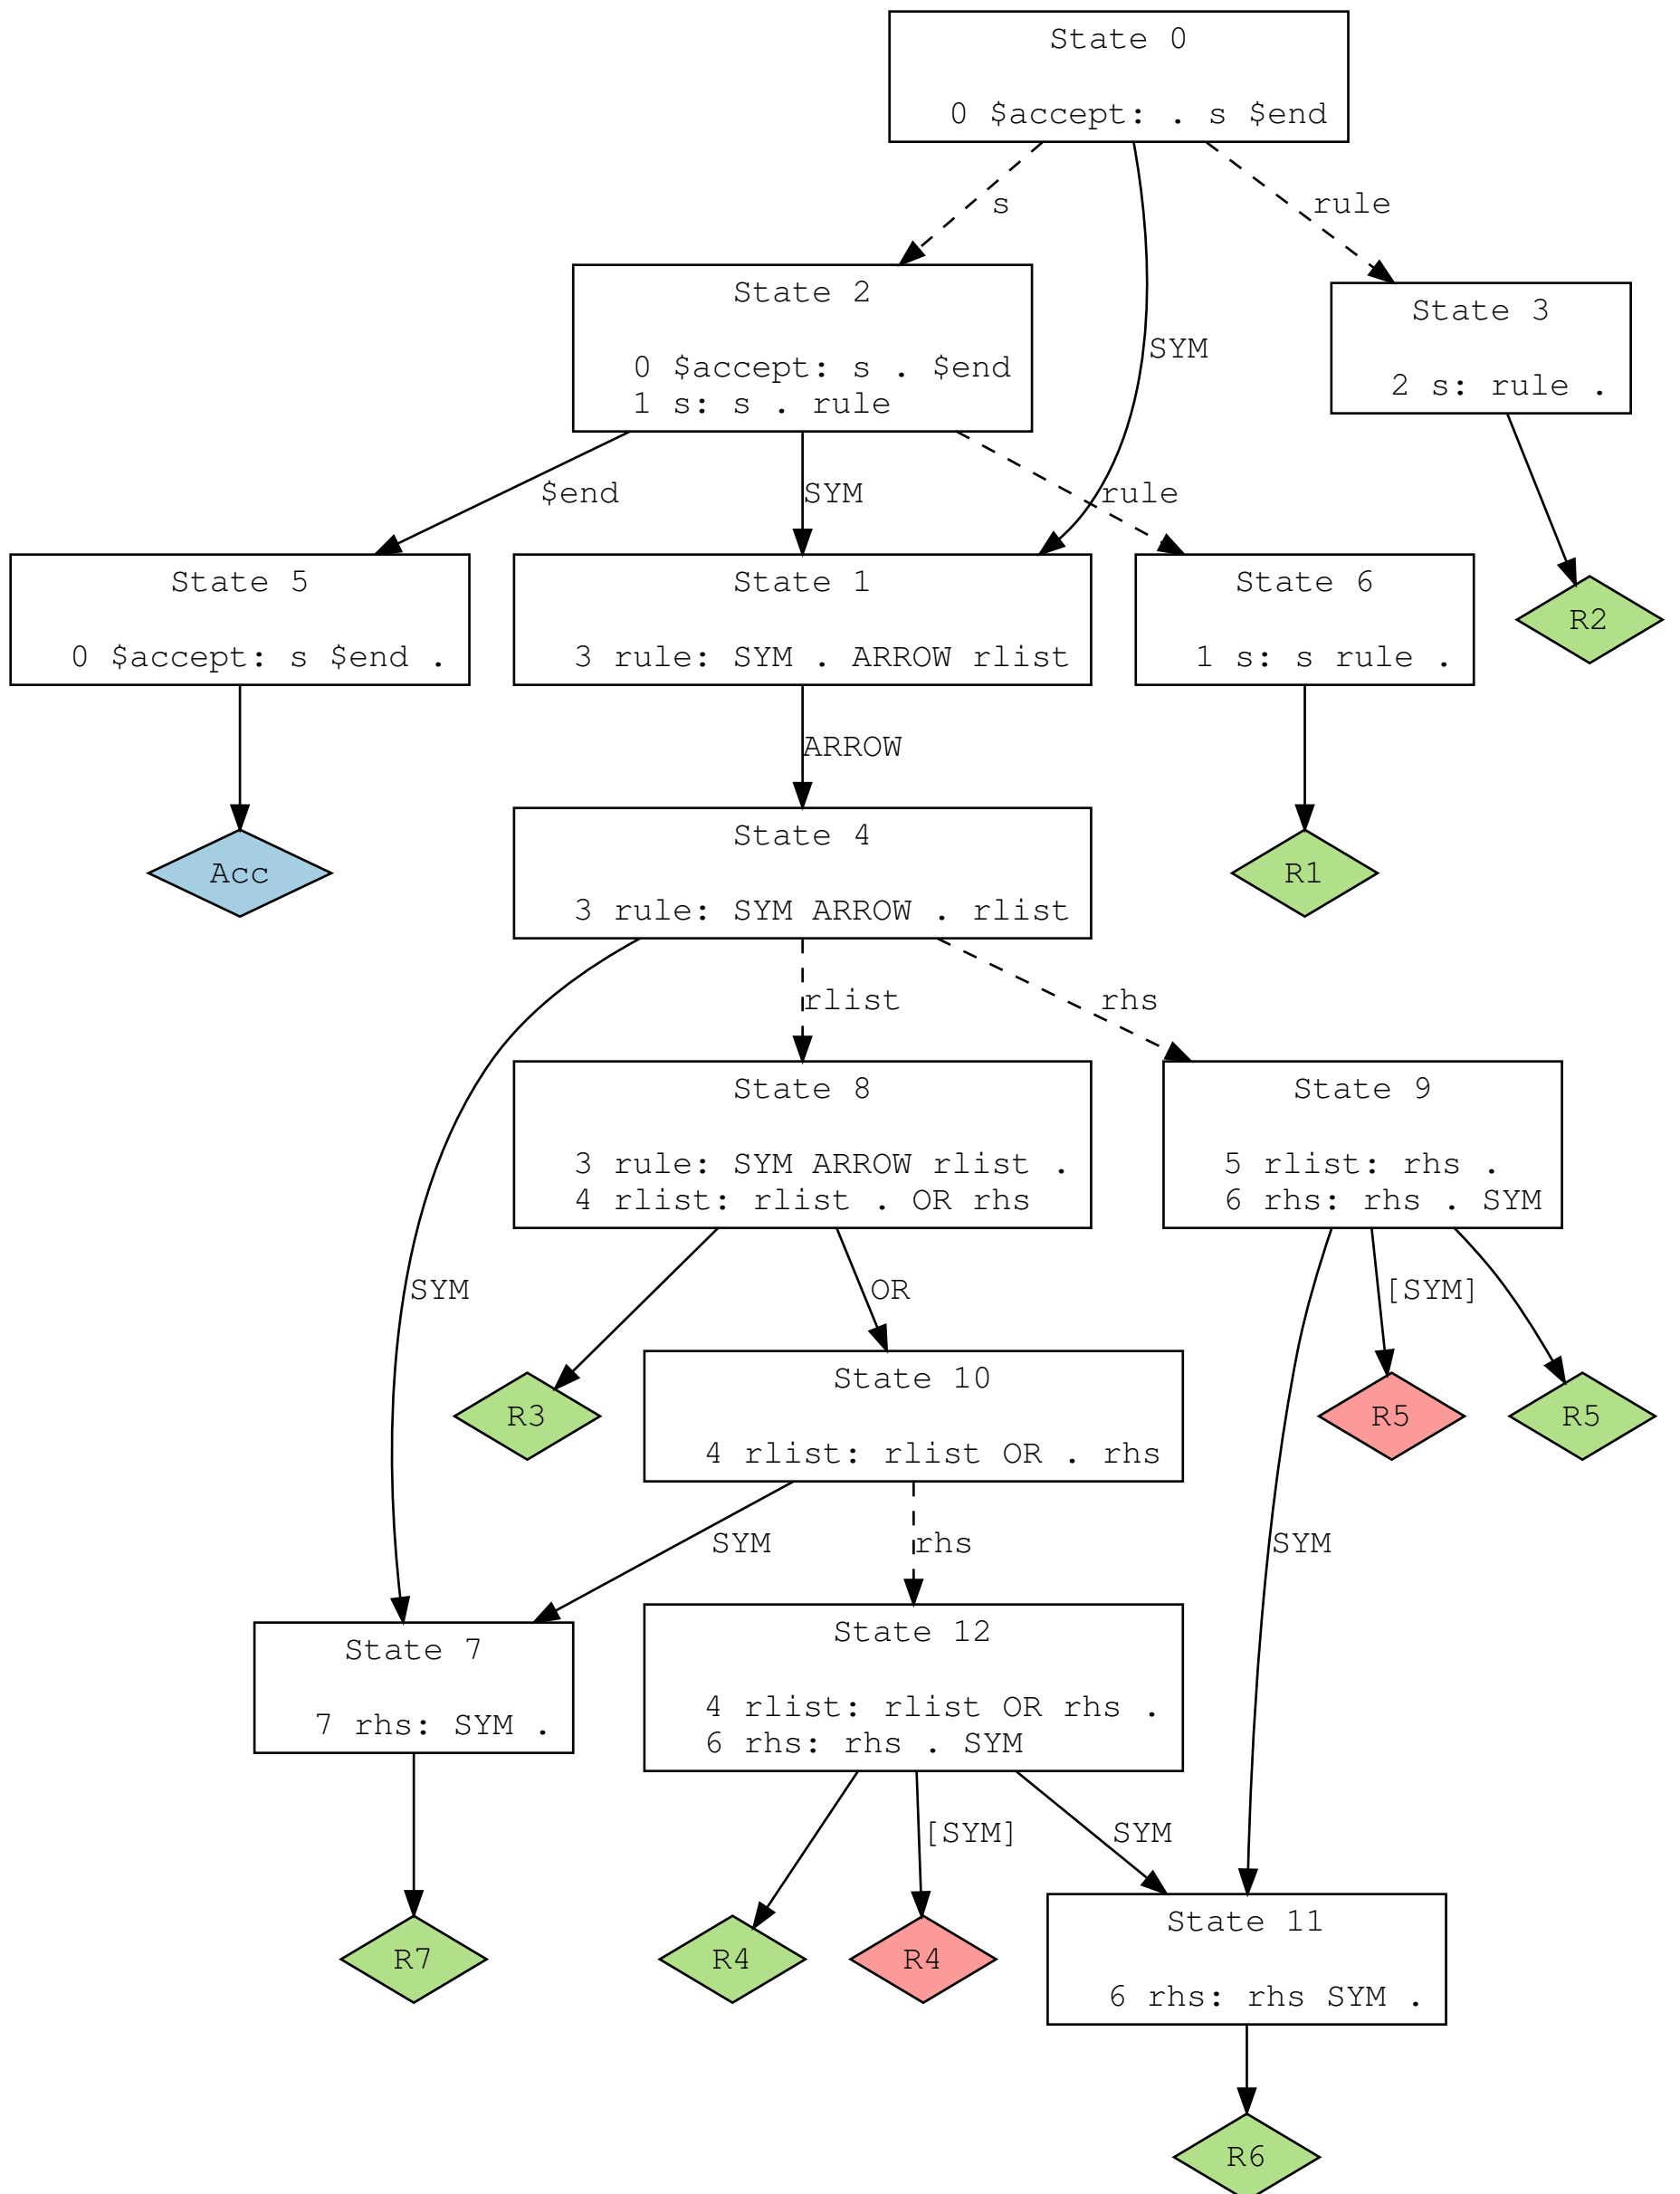 State 0
0 $accept: . s $end
s
rule
State 2
0 $accept: s . $end
1 s: s . rule
State 3
2 s: rule .
SYM
$end
SYM
rule
State 5
0 $accept: s $end .
State 1
3 rule: SYM . ARROW rlist
State 6
1 s: s rule .
R2
ARROW
Acc
State 4
3 rule: SYM ARROW . rlist
R1
rlist
rhs
State 8
3 rule: SYM ARROW rlist .
4 rlist: rlist . OR rhs
State 9
5 rlist: rhs .
6 rhs: rhs . SYM
SYM
OR
[SYM]
R3
State 10
4 rlist: rlist OR . rhs
R5
R5
SYM
rhs
SYM
State 7
7 rhs: SYM .
State 12
4 rlist: rlist OR rhs .
6 rhs: rhs . SYM
[SYM]
SYM
R7
R4
R4
State 11
6 rhs: rhs SYM .
R6